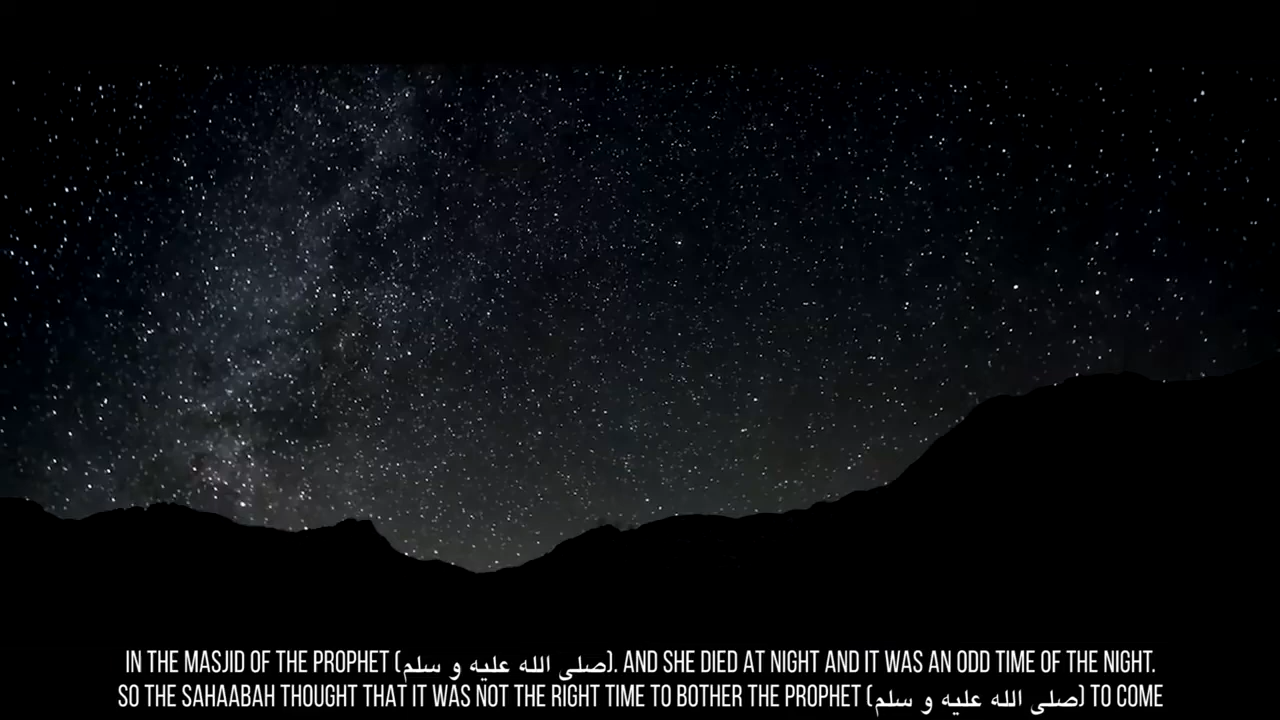 IN THE MASJID OF THE PROPHET (صلى الله عليه و سلم). AND SHE DIED AT NIGHT AND IT WAS AN ODD TIME OF THE NIGHT.
SO THE SAHAABAH THOUGHT THAT IT WAS NOT THE RIGHT TIME TO BOTHER THE PROPHET (صلى الله عليه و سلم) TO COME